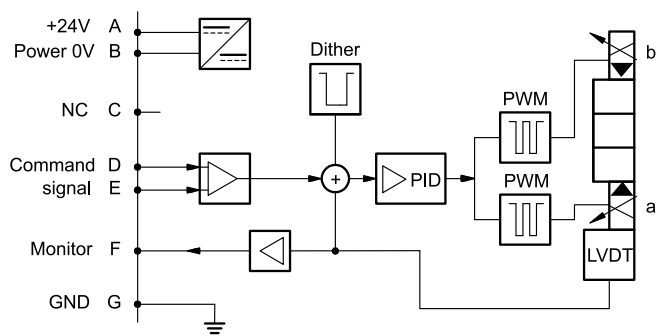 +24V A
Power 0V B
Dither
b
PWM
NC C
Command D
signal E
+
PID
PWM
a
Monitor F
LVDT
GND G